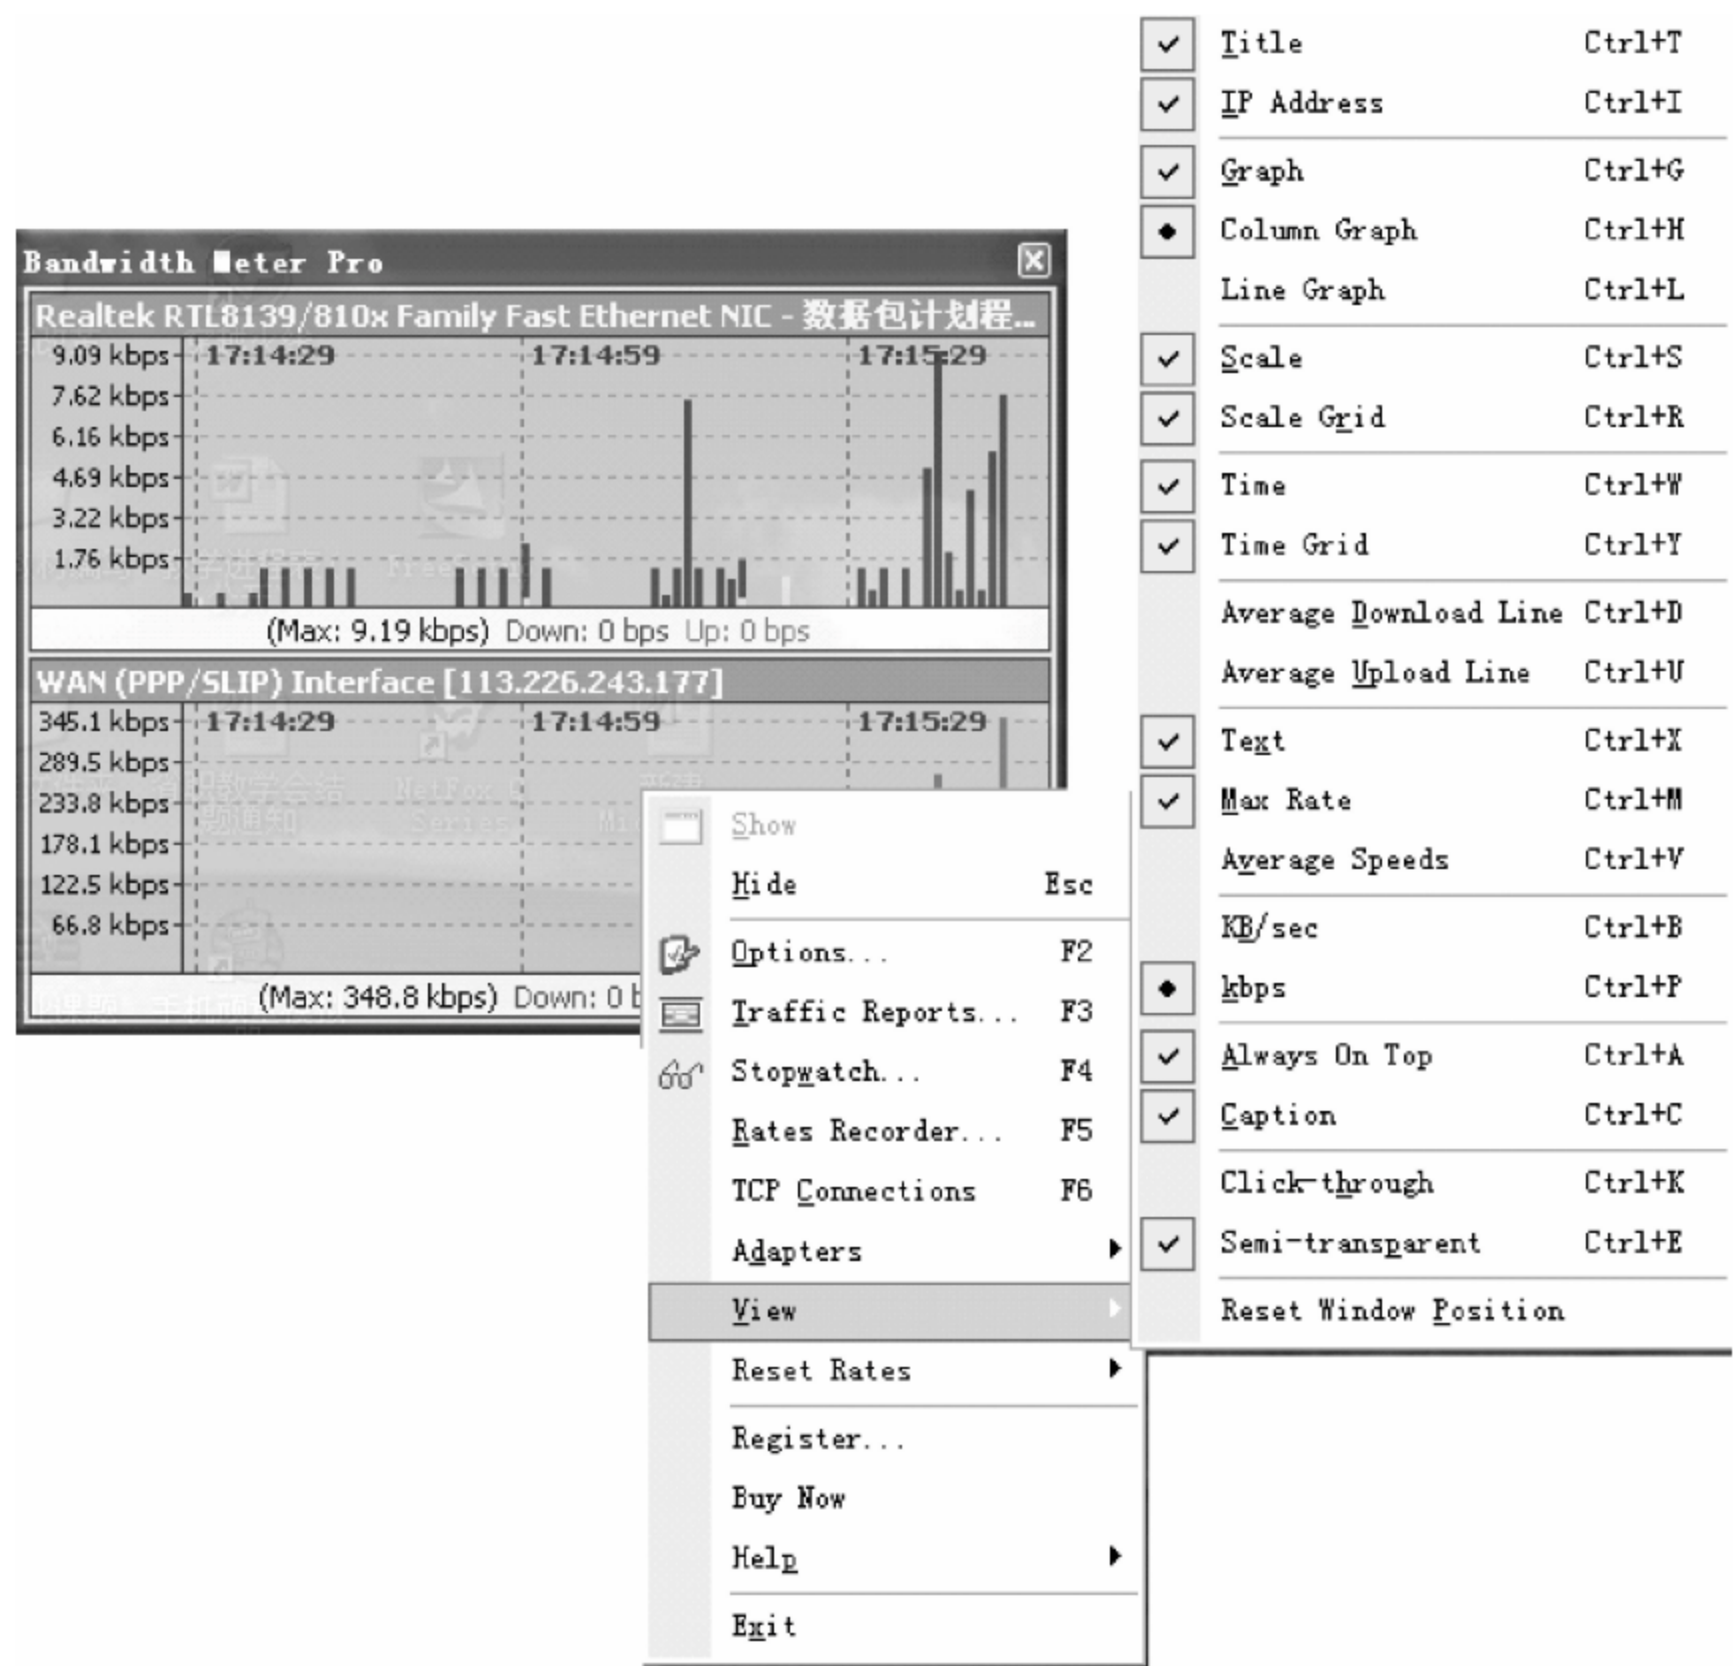 Bandwidth Meter Pro
Realtek RTL8139/810x Family Fast Ethernet NIC - 数据包计划程...
9.09 kbps 17:14:29 17:14:59 17:15:29
7.62 kbps
6.16 kbps
4.69 kbps
3.22 kbps
1.76 kbps
(Max: 9.19 kbps) Down: 0 bps Up: 0 bps
WAN (PPP/SLIP) Interface [113.226.243.177]
345.1 kbps 17:14:29 17:14:59 17:15:29
289.5 kbps
233.8 kbps
178.1 kbps
122.5 kbps
66.8 kbps
(Max: 348.8 kbps) Down: 0 b
Show
Hide Esc
Options... F2
Traffic Reports... F3
Stopwatch... F4
Rates Recorder... F5
TCP Connections F6
Adapters
View
Reset Rates
Register...
Buy Now
Help
Exit
Title Ctrl+T
IP Address Ctrl+I
Graph Ctrl+G
Column Graph Ctrl+H
Line Graph Ctrl+L
Scale Ctrl+S
Scale Grid Ctrl+R
Time Ctrl+W
Time Grid Ctrl+Y
Average Download Line Ctrl+D
Average Upload Line Ctrl+U
Text Ctrl+X
Max Rate Ctrl+M
Average Speeds Ctrl+V
KB/sec Ctrl+B
kbps Ctrl+P
Always On Top Ctrl+A
Caption Ctrl+C
Click-through Ctrl+K
Semi-transparent Ctrl+E
Reset Window Position